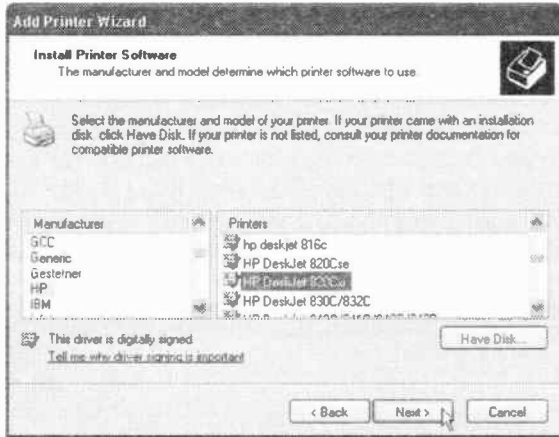 Add Printer Wizard
Install Printer Software
The manufacturer and model determine which printer software to use.
Select the manufacturer and model of your printer. If your printer came with an installation
disk, click Have Disk. If your printer is not listed, consult your printer documentation for
compatible printer software.
Manufacturer
GCC
Generic
Gestetner
HP
IBM
Printers
hp deskjet 816c
HP DeskJet 820Cse
HP DeskJet
HP DeskJet 830C/832C
This driver is digitally signed.
Tell me why driver signing is important
Have Disk...
< Back
Next >
Cancel